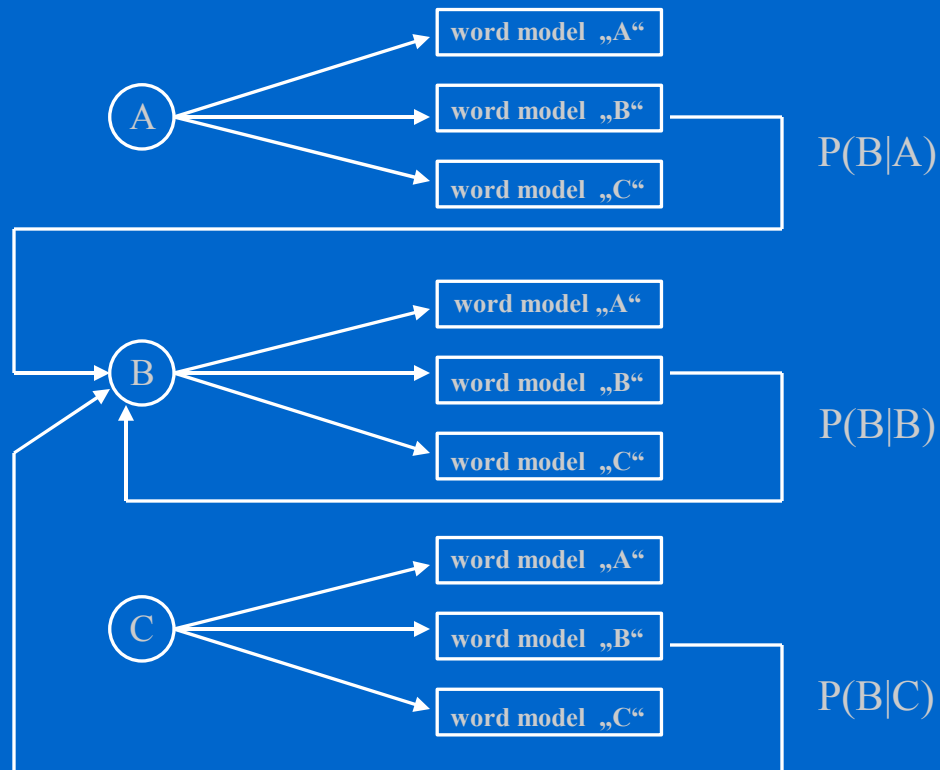 word model „A“
A
word model „B“
P(B|A)
word model „C“
word model „A“
B
word model „B“
P(B|B)
word model „C“
word model „A“
C
word model „B“
P(B|C)
word model „C“